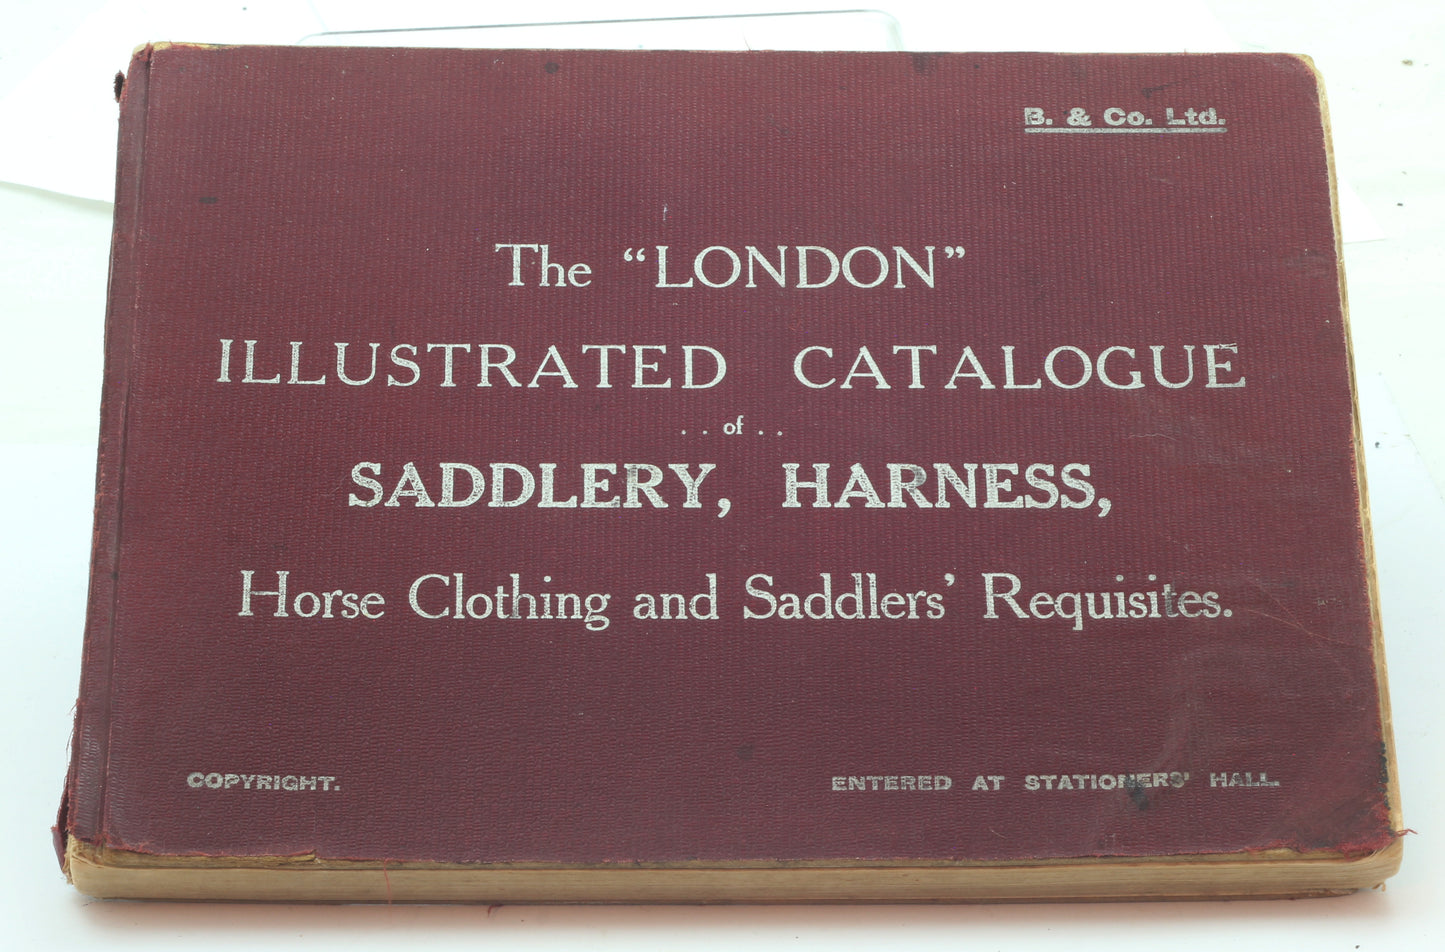 B. & Co. Ltd.
The “LONDON”
ILLUSTRATED CATALOGUE
. . of . .
SADDLERY, HARNESS,
Horse Clothing and Saddlers’ Requisites.
COPYRIGHT. ENTERED AT STATIONERS’ HALL.